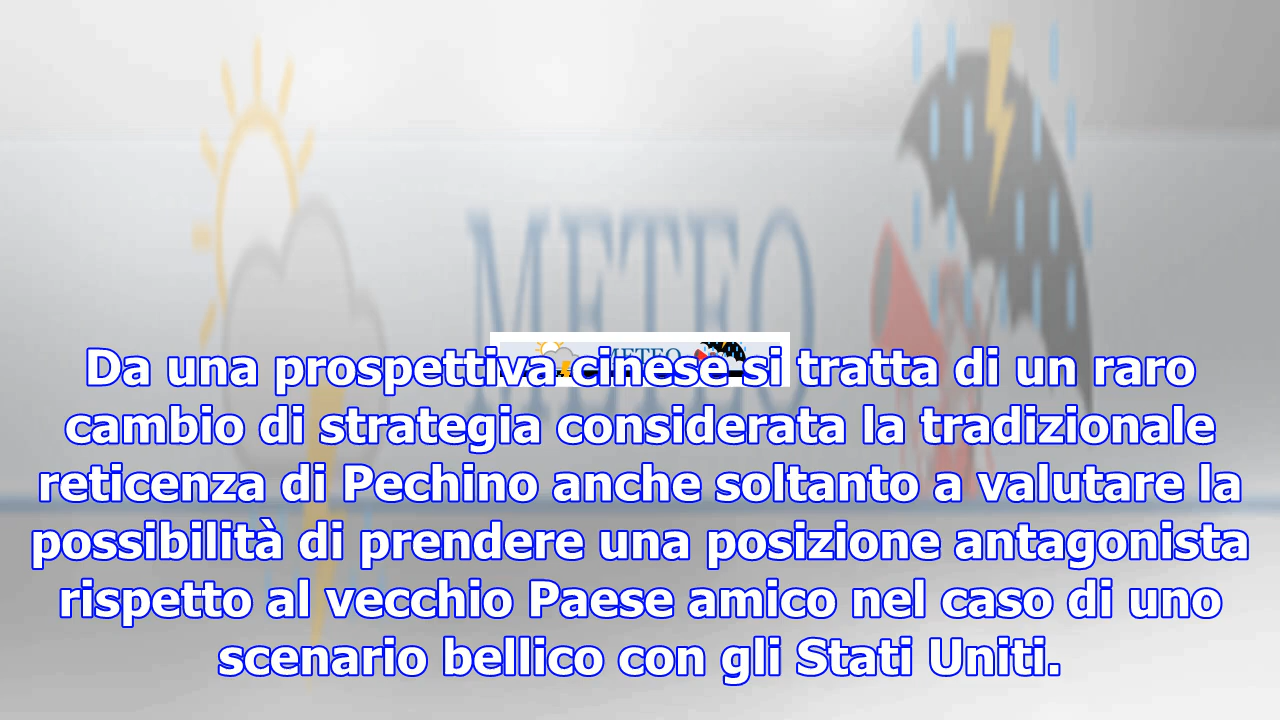 METEO
METEO
Da una prospettiva cinese si tratta di un raro
cambio di strategia considerata la tradizionale
reticenza di Pechino anche soltanto a valutare la
possibilità di prendere una posizione antagonista
rispetto al vecchio Paese amico nel caso di uno
scenario bellico con gli Stati Uniti.